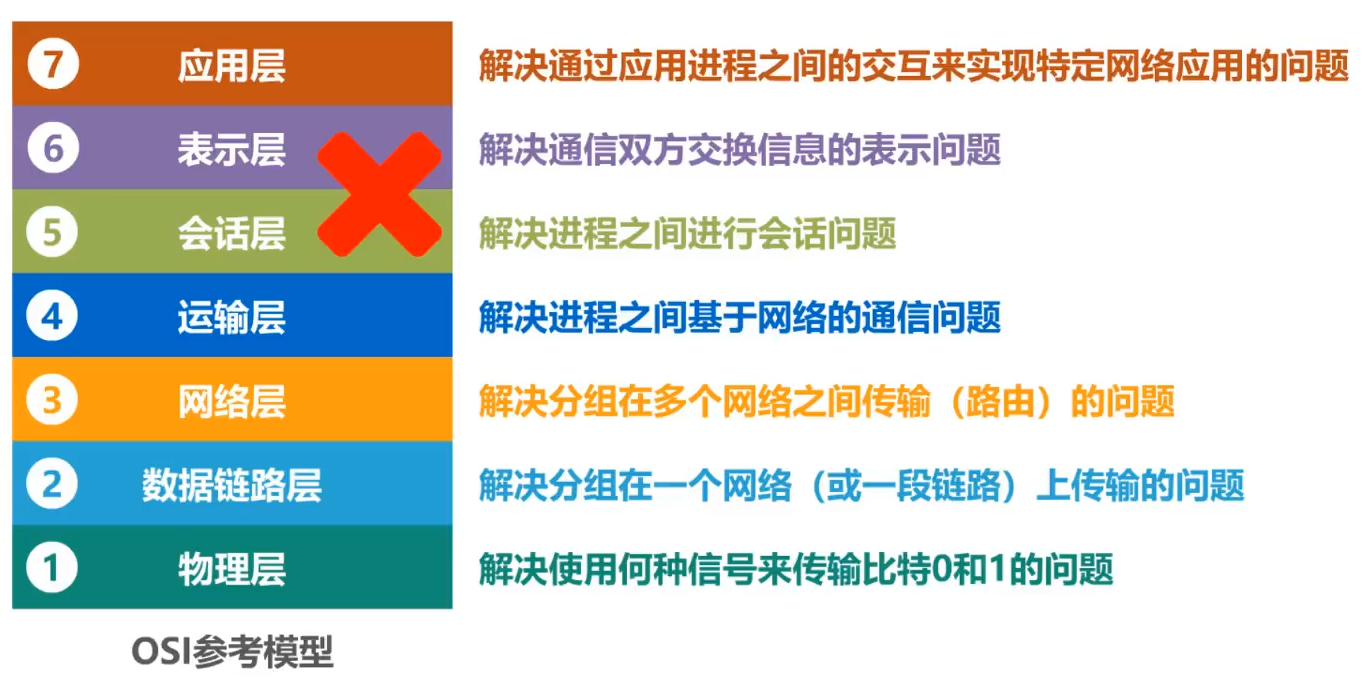 7 应用层 解决通过应用进程之间的交互来实现特定网络应用的问题
6 表示层 解决通信双方交换信息的表示问题
5 会话层 解决进程之间进行会话问题
4 运输层 解决进程之间基于网络的通信问题
3 网络层 解决分组在多个网络之间传输（路由）的问题
2 数据链路层 解决分组在一个网络（或一段链路）上传输的问题
1 物理层 解决使用何种信号来传输比特0和1的问题
OSI参考模型